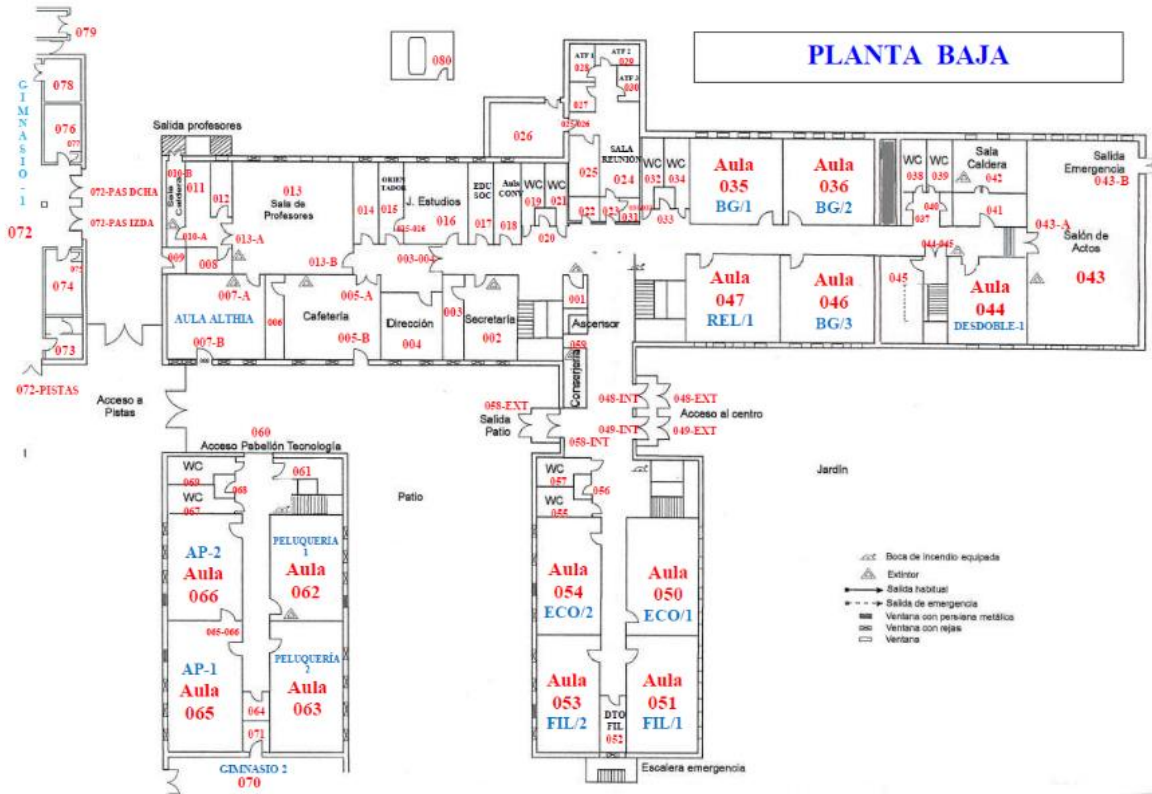 PLANTA BAJA
079
GIMNASIO-1
078
076
077
072-PAS DCHA
072
072-PAS IZDA
075
074
073
072-PISTAS
Acceso a
Pistas
080
Salida profesores
010-B
Sala
Caldera
011
012
010-A
009
008
013
Sala de
Profesores
013-A
013-B
014
ORIEN
TADOR
015
015-016
J. Estudios
016
003-004
EDU
SOC
017
Aula
CONV
018
WC
019
WC
021
020
026
025-026
ATF 1
028
ATF 2
029
ATF 3
030
027
025
SALA
REUNIÓN
024
022
023
031
WC
032
WC
034
033
Aula
035
BG/1
Aula
036
BG/2
WC
038
WC
039
040
037
Sala
Caldera
042
041
Salida
Emergencia
043-B
043-A
Salón de
Actos
043
044-045
045
Aula
044
DESDOBLE-1
Aula
046
BG/3
Aula
047
REL/1
007-A
AULA ALTHIA
007-B
006
005-A
Cafetería
005-B
Dirección
004
003
Secretaría
002
001
Ascensor
059
Conserjería
058-EXT
Salida
Patio
058-INT
048-INT
048-EXT
Acceso al centro
049-INT
049-EXT
Jardín
Patio
060
Acceso Pabellón Tecnología
WC
069
068
WC
067
061
AP-2
Aula
066
PELUQUERÍA
1
Aula
062
065-066
AP-1
Aula
065
PELUQUERÍA
2
Aula
063
064
071
GIMNASIO 2
070
WC
057
056
WC
055
Aula
054
ECO/2
Aula
050
ECO/1
Aula
053
FIL/2
Aula
051
FIL/1
DTO
FIL
052
Escalera emergencia
Boca de incendio equipada
Extintor
Salida habitual
Salida de emergencia
Ventana con persiana metálica
Ventana con rejas
Ventana